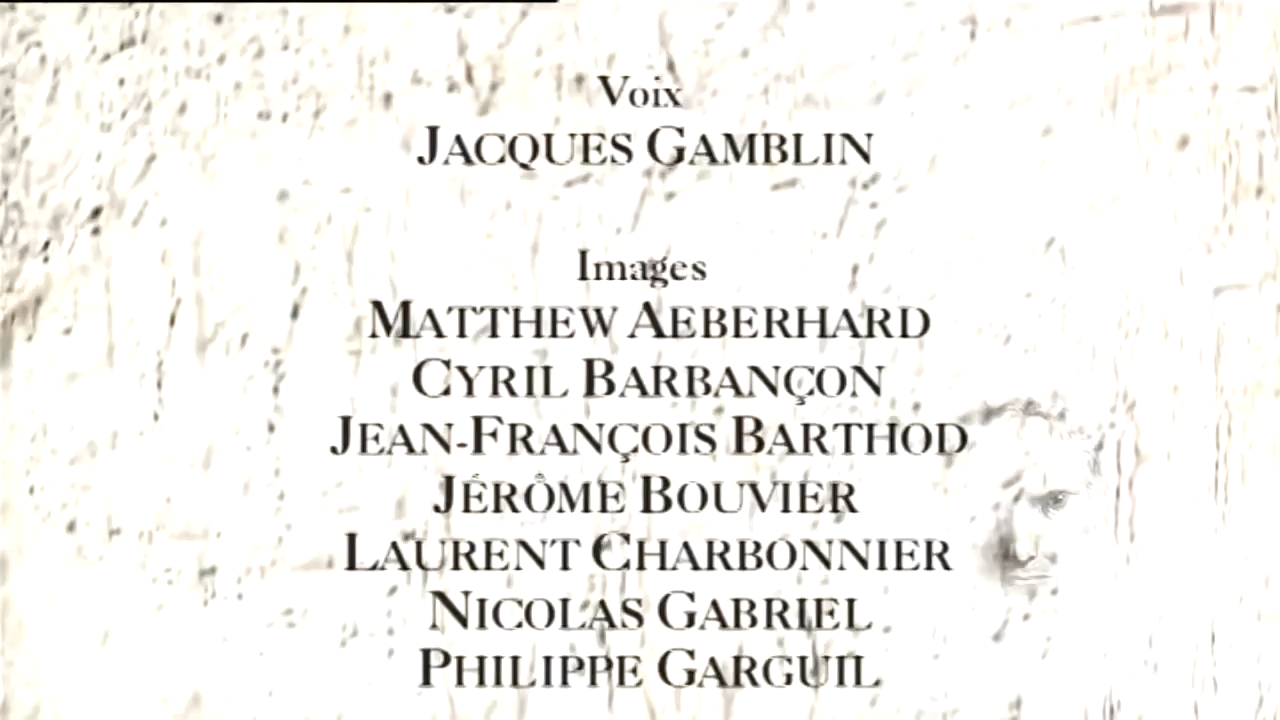 Voix
JACQUES GAMBLIN
Images
MATTHEW AEBERHARD
CYRIL BARBANÇON
JEAN-FRANÇOIS BARTHOD
JÉRÔME BOUVIER
LAURENT CHARBONNIER
NICOLAS GABRIEL
PHILIPPE GARGUIL